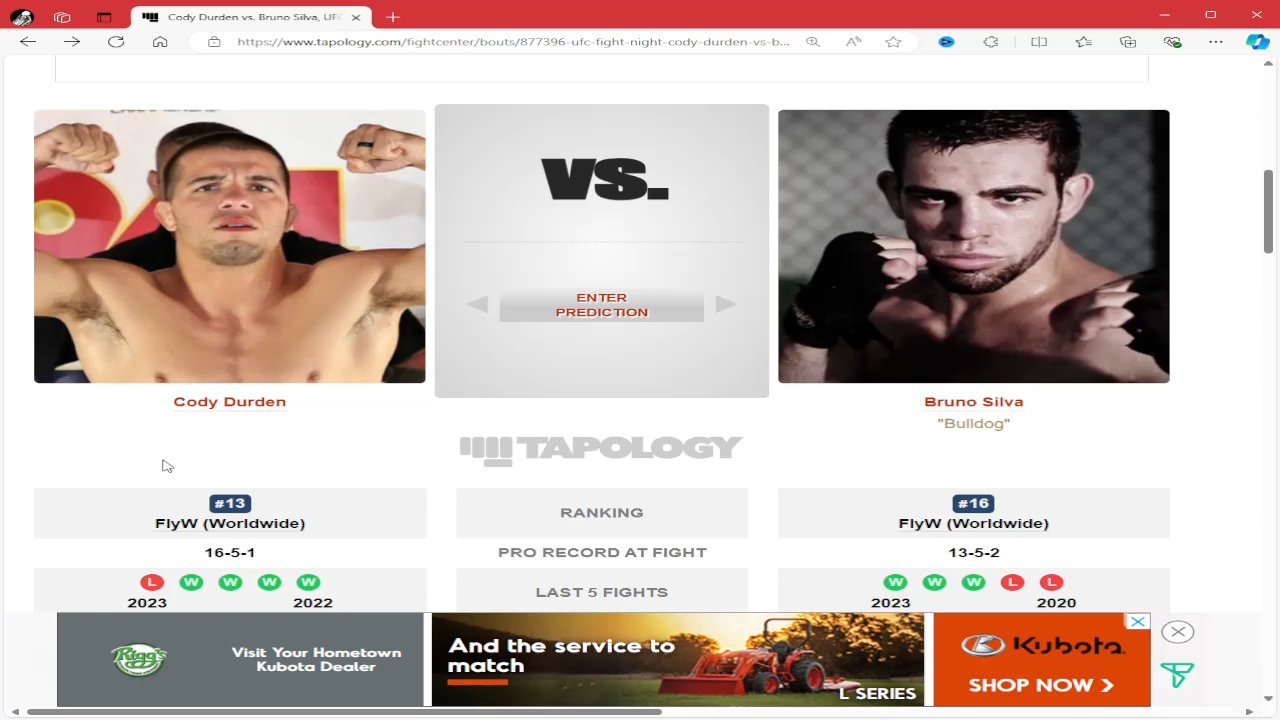 Cody Durden vs. Bruno Silva, UFC
https://www.tapology.com/fightcenter/bouts/877396-ufc-fight-night-cody-durden-vs-b...
VS.
ENTER
PREDICTION
Cody Durden
Bruno Silva
"Bulldog"
TAPOLOGY
#13
FlyW (Worldwide)
RANKING
#16
FlyW (Worldwide)
16-5-1
PRO RECORD AT FIGHT
13-5-2
L W W W W
2023 2022
LAST 5 FIGHTS
W W W L L
2023 2020
Rigg's
Visit Your Hometown
Kubota Dealer
And the service to
match
L SERIES
Kubota.
SHOP NOW